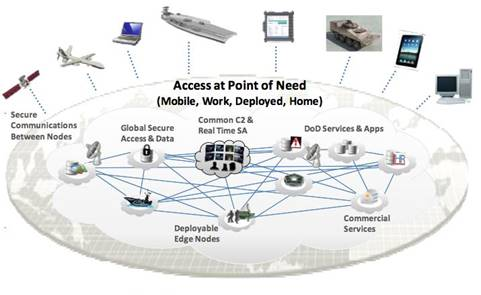 Access at Point of Need
(Mobile, Work, Deployed, Home)
Secure
Communications
Between Nodes
Global Secure
Access & Data
Common C2 &
Real Time SA
DoD Services & Apps
Deployable
Edge Nodes
Commercial
Services